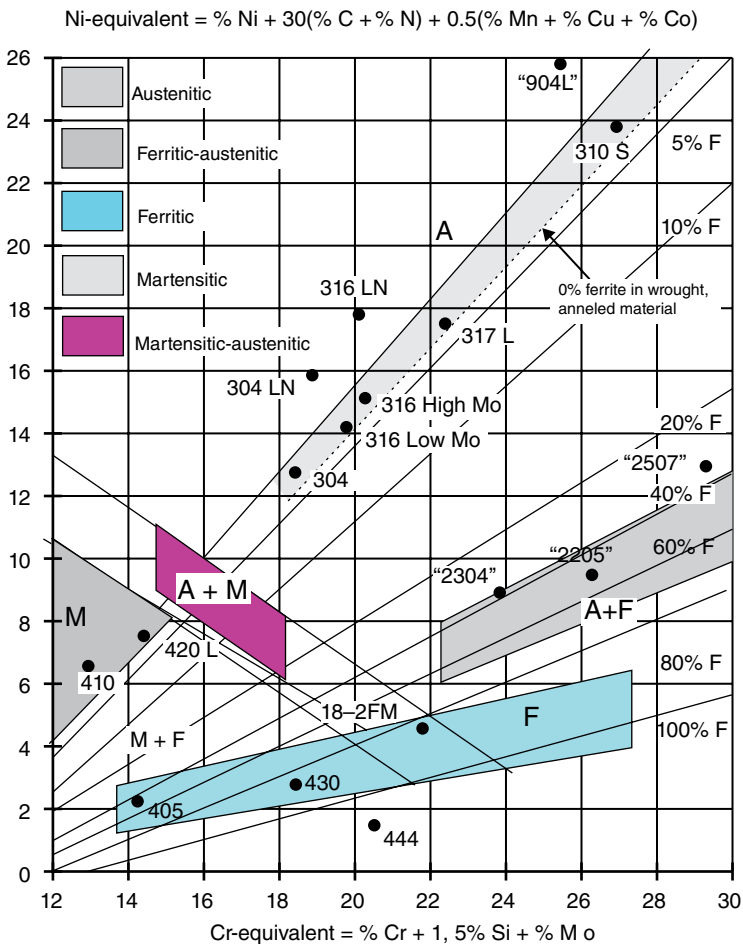 Ni-equivalent = % Ni + 30(% C + % N) + 0.5(% Mn + % Cu + % Co)
26
24
22
20
18
16
14
12
10
8
6
4
2
0
Austenitic
Ferritic-austenitic
Ferritic
Martensitic
Martensitic-austenitic
"904L"
310 S
5% F
10% F
A
0% ferrite in wrought,
anneled material
316 LN
317 L
304 LN
316 High Mo
316 Low Mo
20% F
304
"2507"
40% F
"2205"
60% F
"2304"
A + M
M
A+F
420 L
410
80% F
18–2FM
F
M + F
100% F
430
405
444
12
14
16
18
20
22
24
26
28
30
Cr-equivalent = % Cr + 1, 5% Si + % M o